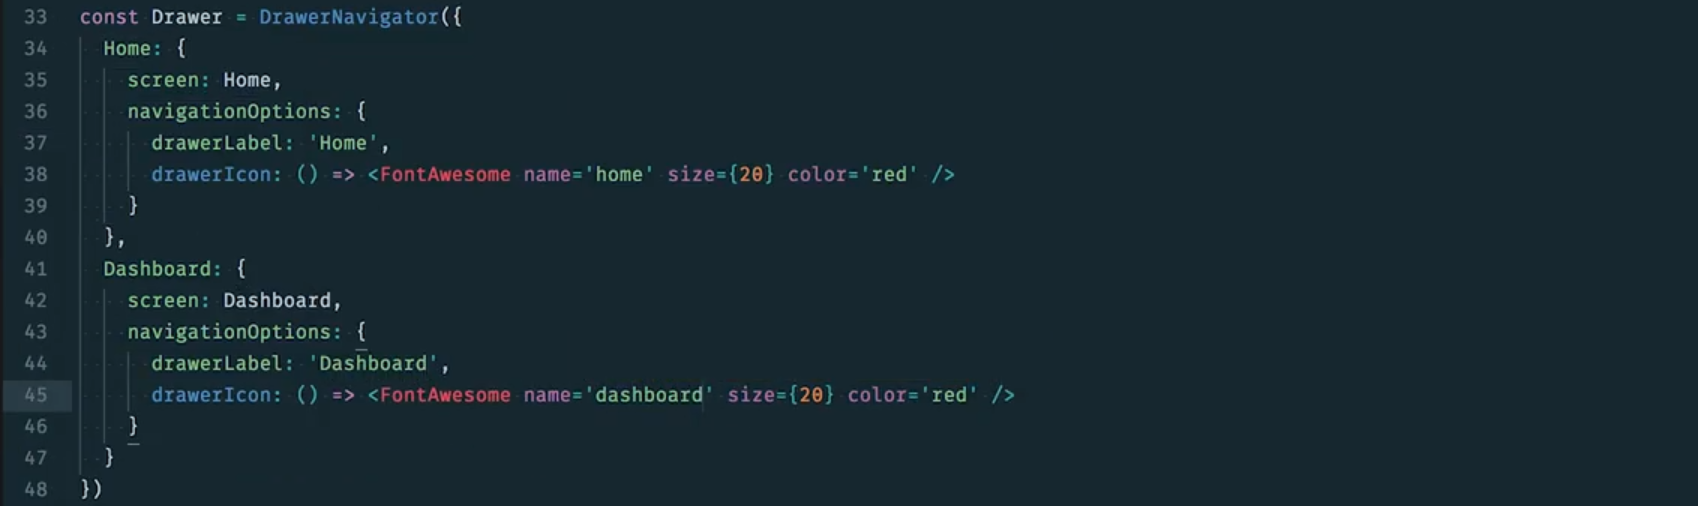 33 const Drawer = DrawerNavigator({
34   Home: {
35     screen: Home,
36     navigationOptions: {
37       drawerLabel: 'Home',
38       drawerIcon: () => <FontAwesome name='home' size={20} color='red' />
39     }
40   },
41   Dashboard: {
42     screen: Dashboard,
43     navigationOptions: {
44       drawerLabel: 'Dashboard',
45       drawerIcon: () => <FontAwesome name='dashboard' size={20} color='red' />
46     }
47   }
48 })